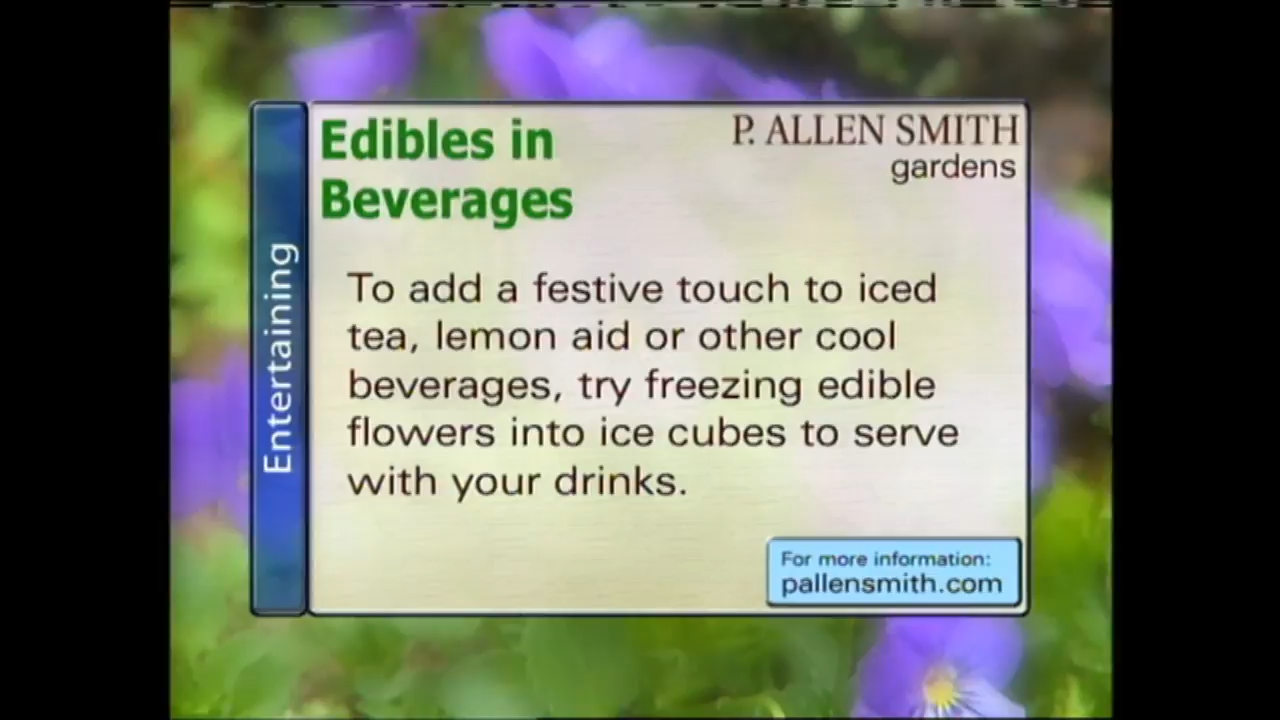 Entertaining
Edibles in
Beverages
P. ALLEN SMITH
gardens
To add a festive touch to iced
tea, lemon aid or other cool
beverages, try freezing edible
flowers into ice cubes to serve
with your drinks.
For more information:
pallensmith.com